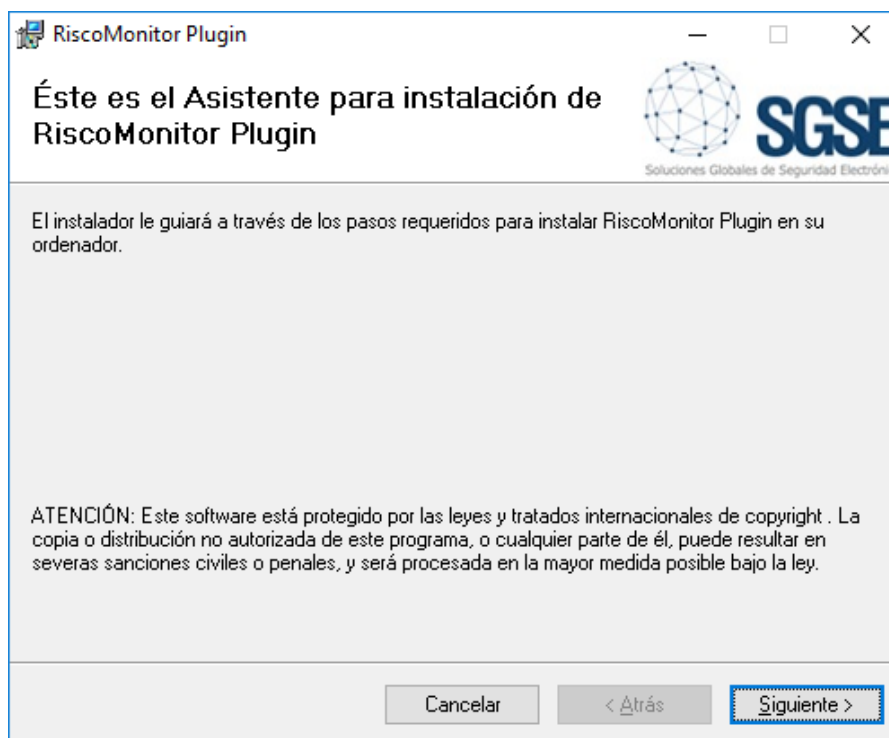 RiscoMonitor Plugin
Éste es el Asistente para instalación de
RiscoMonitor Plugin
SGSE
Soluciones Globales de Seguridad Electróni
El instalador le guiará a través de los pasos requeridos para instalar RiscoMonitor Plugin en su
ordenador.
ATENCIÓN: Este software está protegido por las leyes y tratados internacionales de copyright . La
copia o distribución no autorizada de este programa, o cualquier parte de él, puede resultar en
severas sanciones civiles o penales, y será procesada en la mayor medida posible bajo la ley.
Cancelar
< Atrás
Siguiente >